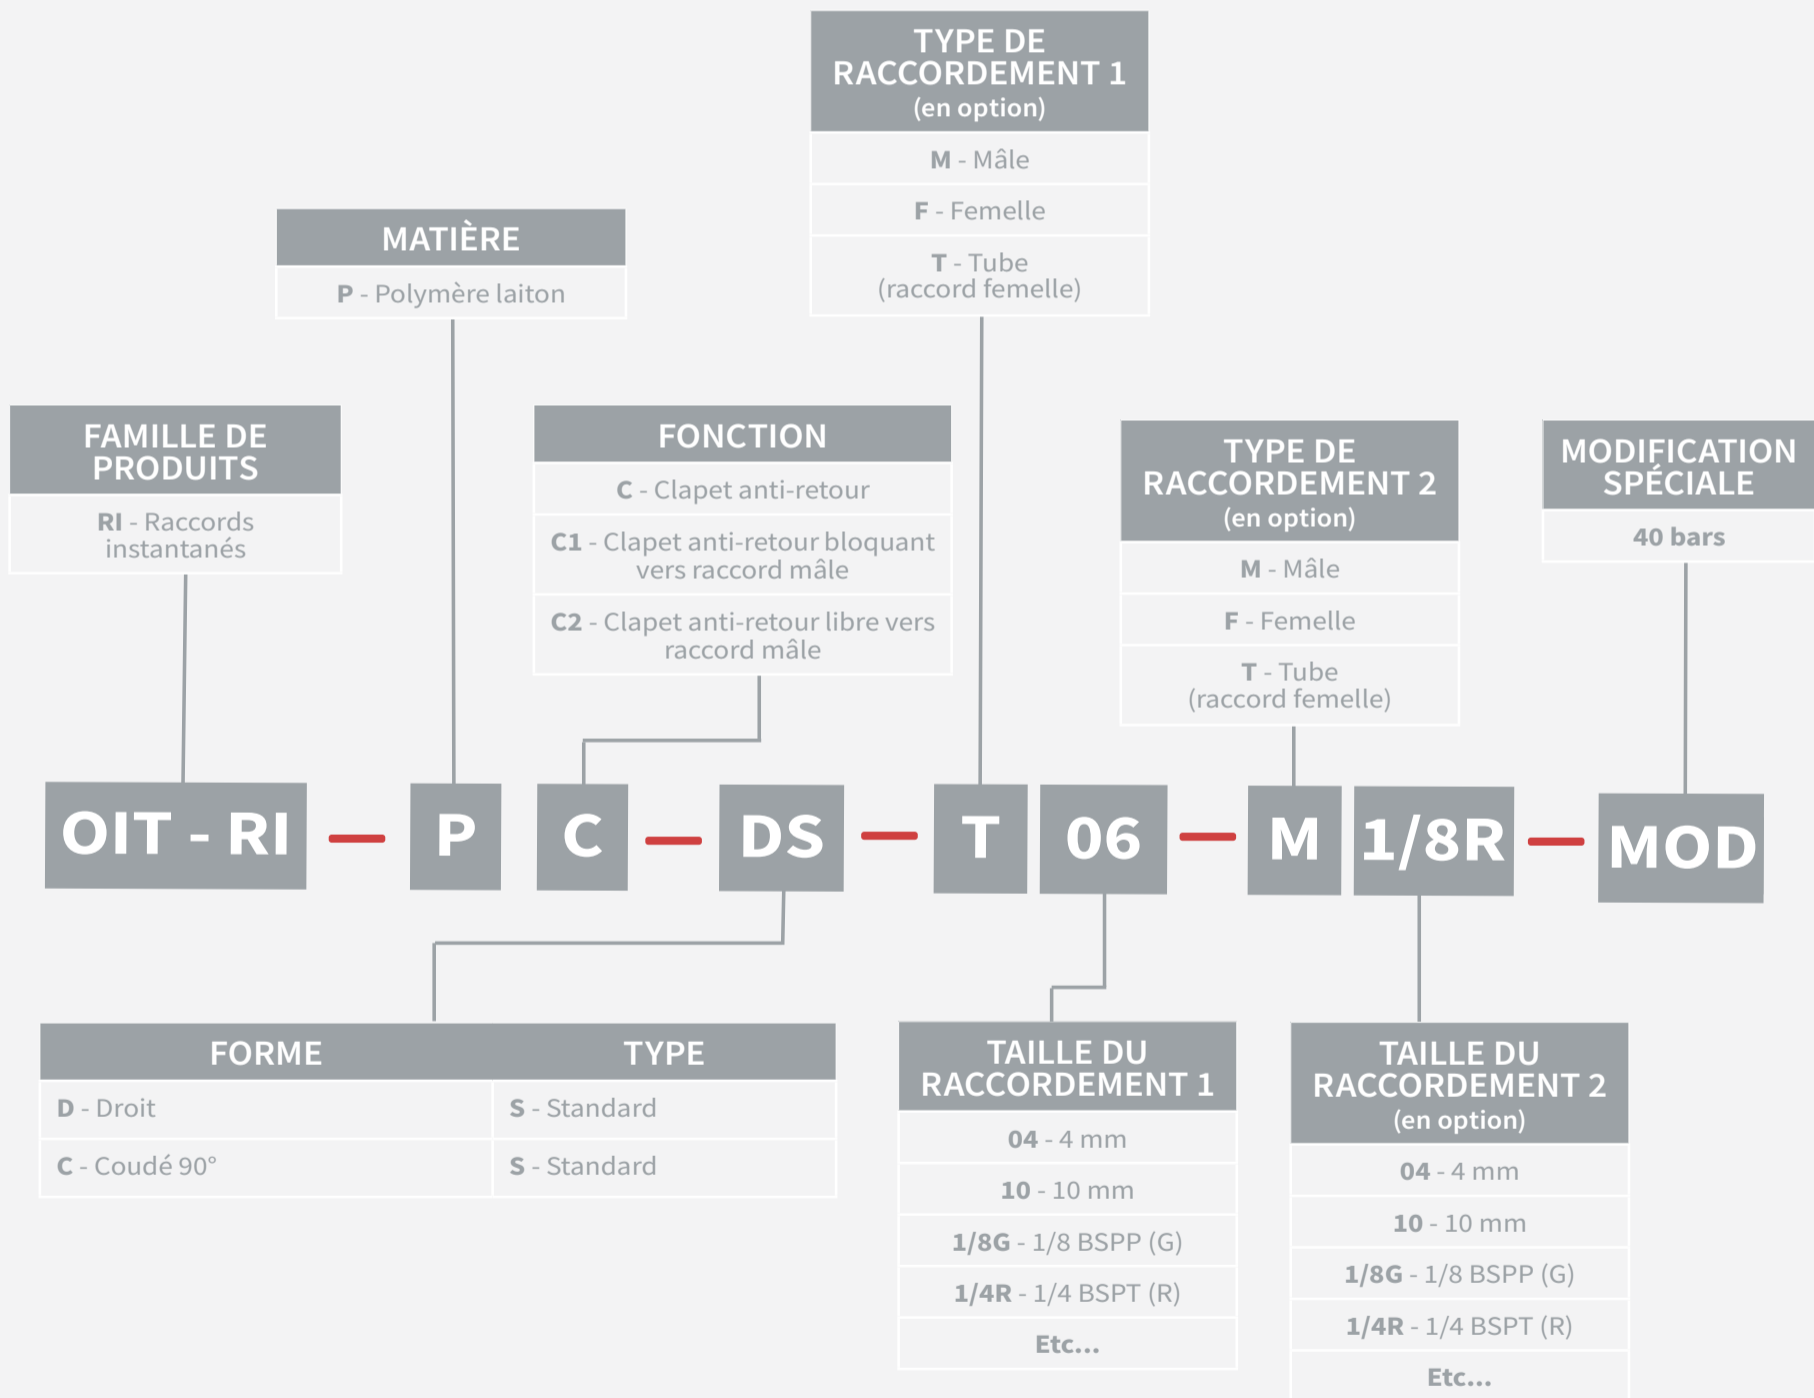 TYPE DE
RACCORDEMENT 1
(en option)
M - Mâle
F - Femelle
T - Tube
(raccord femelle)
MATIÈRE
P - Polymère laiton
FAMILLE DE
PRODUITS
RI - Raccords
instantanés
FONCTION
C - Clapet anti-retour
C1 - Clapet anti-retour bloquant
vers raccord mâle
C2 - Clapet anti-retour libre vers
raccord mâle
TYPE DE
RACCORDEMENT 2
(en option)
M - Mâle
F - Femelle
T - Tube
(raccord femelle)
MODIFICATION
SPÉCIALE
40 bars
OIT - RI — P C — DS — T 06 — M 1/8R — MOD
FORME TYPE
D - Droit S - Standard
C - Coudé 90° S - Standard
TAILLE DU
RACCORDEMENT 1
04 - 4 mm
10 - 10 mm
1/8G - 1/8 BSPP (G)
1/4R - 1/4 BSPT (R)
Etc...
TAILLE DU
RACCORDEMENT 2
(en option)
04 - 4 mm
10 - 10 mm
1/8G - 1/8 BSPP (G)
1/4R - 1/4 BSPT (R)
Etc...